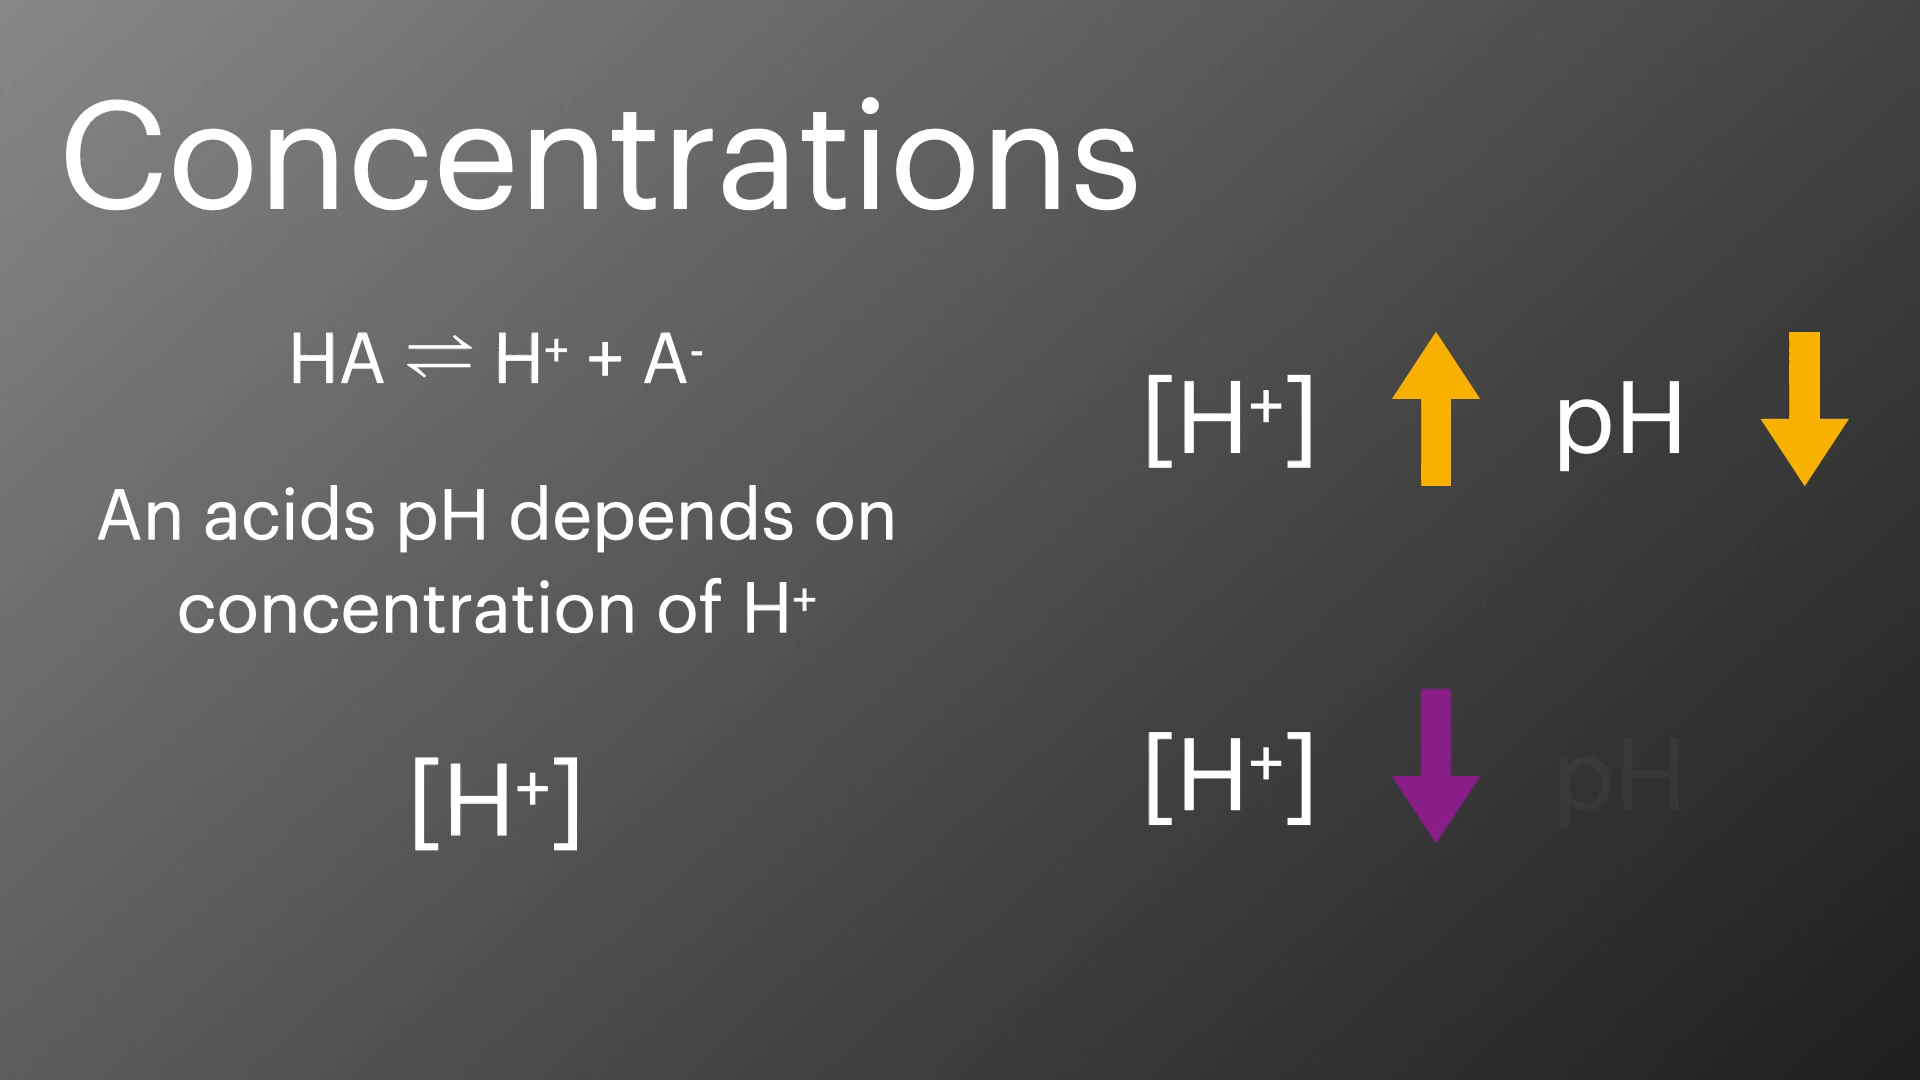 Concentrations
HA ⇌ H⁺ + A⁻
An acids pH depends on
concentration of H⁺
[H⁺]
[H⁺] pH
[H⁺] pH